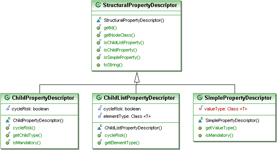 StructuralPropertyDescriptor
StructuralPropertyDescriptor()
getId()
getNodeClass()
isChildListProperty()
isChildProperty()
isSimpleProperty()
toString()
ChildPropertyDescriptor
cycleRisk: boolean
ChildPropertyDescriptor()
cycleRisk()
getChildType()
isMandatory()
ChildListPropertyDescriptor
cycleRisk: boolean
elementType: Class <T>
ChildListPropertyDescriptor()
cycleRisk()
getElementType()
SimplePropertyDescriptor
valueType: Class <T>
SimplePropertyDescriptor()
getValueType()
isMandatory()